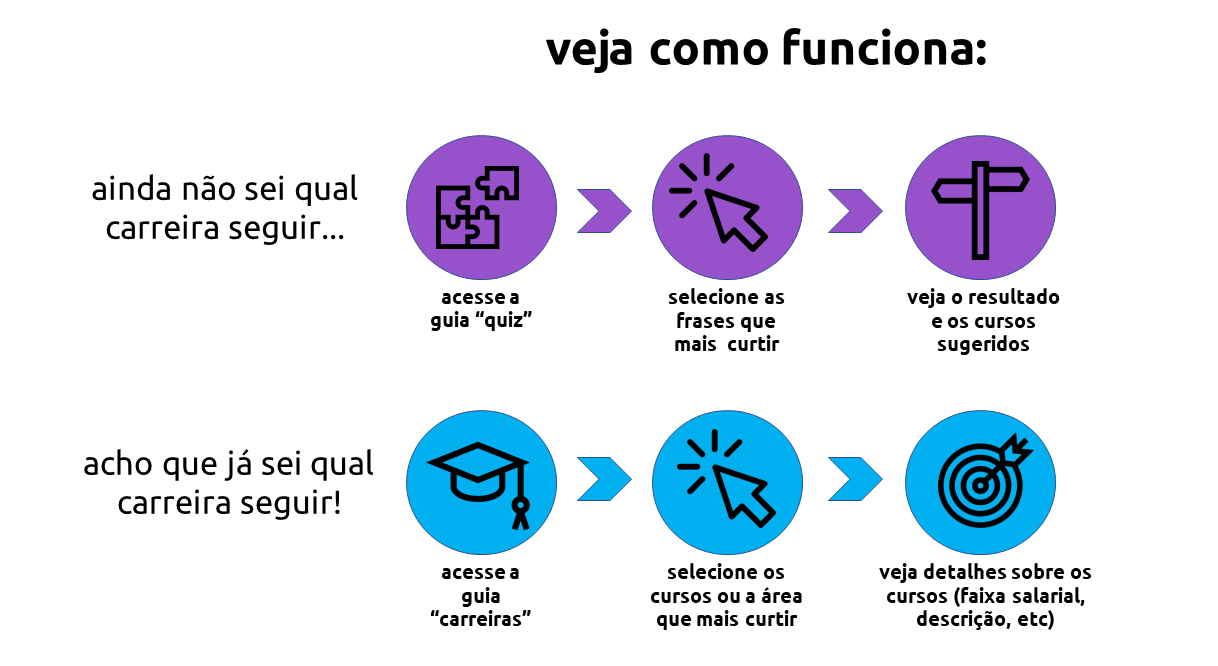 veja como funciona:
ainda não sei qual
carreira seguir...
acesse a
guia “quiz”
selecione as
frases que
mais curtir
veja o resultado
e os cursos
sugeridos
acho que já sei qual
carreira seguir!
acesse a
guia
“carreiras”
selecione os
cursos ou a área
que mais curtir
veja detalhes sobre os
cursos (faixa salarial,
descrição, etc)